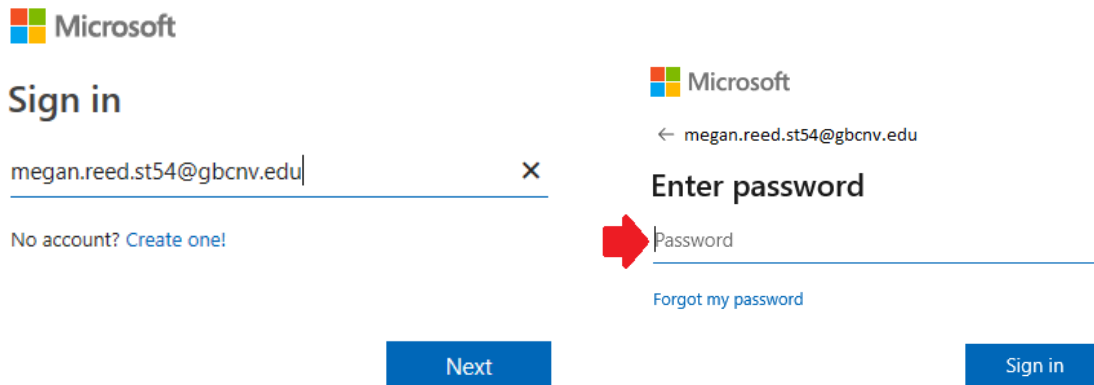 Microsoft
Sign in
megan.reed.st54@gbcnv.edu
No account? Create one!
Next
Microsoft
megan.reed.st54@gbcnv.edu
Enter password
Password
Forgot my password
Sign in